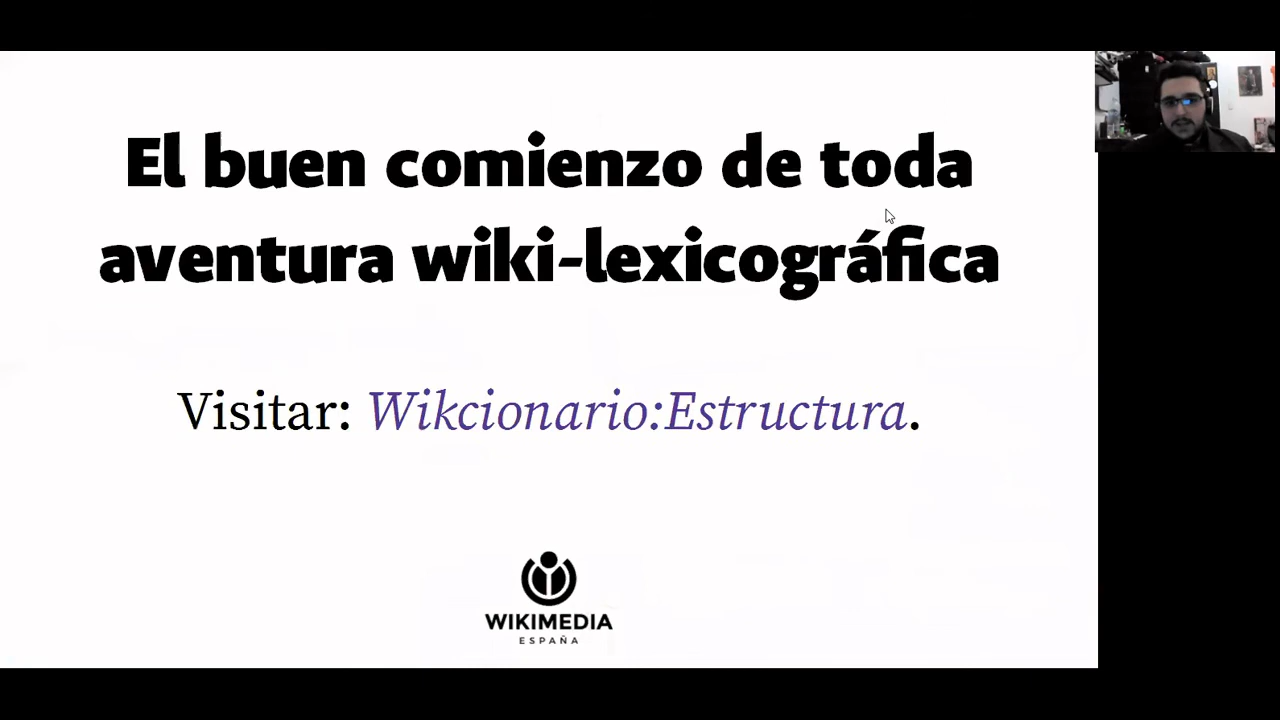 El buen comienzo de toda
aventura wiki-lexicográfica
Visitar: Wikcionario:Estructura.
WIKIMEDIA
ESPAÑA